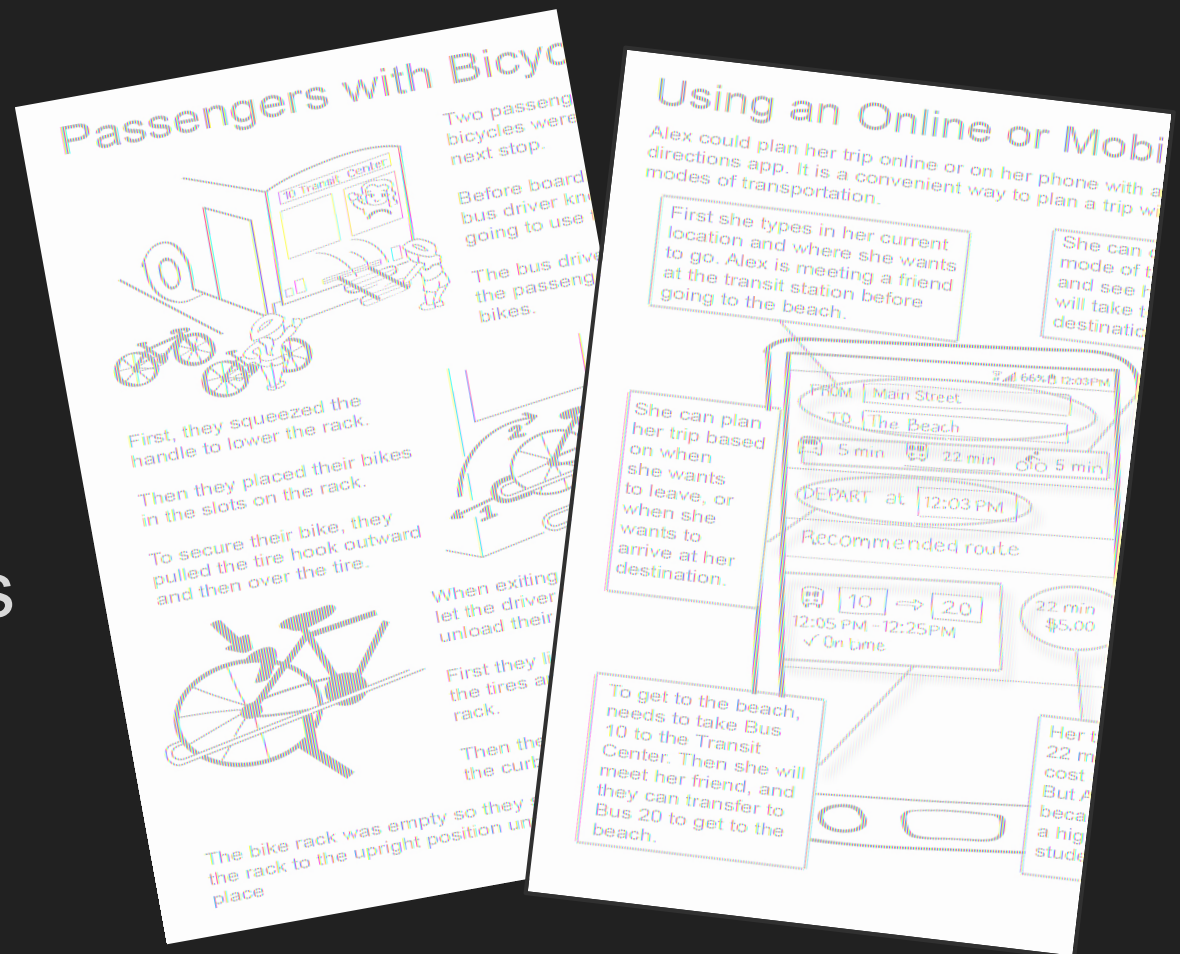 Passengers with Bicyc
10 Transit Center
Two passeng
bicycles were
next stop.
Before board
bus driver kn
going to use
The bus drive
the passeng
bikes.
First, they squeezed the
handle to lower the rack.
Then they placed their bikes
in the slots on the rack.
To secure their bike, they
pulled the tire hook outward
and then over the tire.
1
2
When exiting
let the driver
unload their
First they li
the tires a
rack.
Then the
the curb
The bike rack was empty so they
the rack to the upright position un
place
s
Using an Online or Mobi
Alex could plan her trip online or on her phone with a
directions app. It is a convenient way to plan a trip w
modes of transportation.
First she types in her current
location and where she wants
to go. Alex is meeting a friend
at the transit station before
going to the beach.
She can
mode of t
and see h
will take t
destinatio
66% 12:03PM
FROM Main Street
TO The Beach
5 min 22 min 5 min
DEPART at 12:03 PM
Recommended route
10 → 20
12:05 PM - 12:25PM
✓ On time
22 min
$5.00
She can plan
her trip based
on when
she wants
to leave, or
when she
wants to
arrive at her
destination.
To get to the beach,
needs to take Bus
10 to the Transit
Center. Then she will
meet her friend, and
they can transfer to
Bus 20 to get to the
beach.
Her t
22 m
cost
But A
beca
a hig
stude